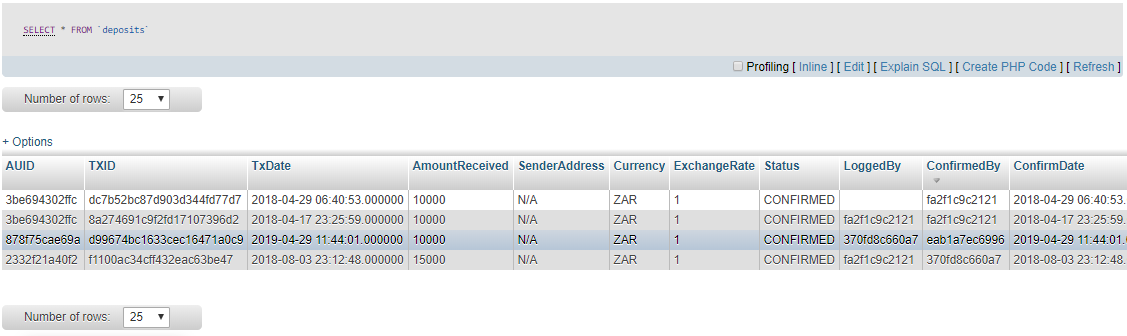 SELECT * FROM `deposits`
Profiling [ Inline ] [ Edit ] [ Explain SQL ] [ Create PHP Code ] [ Refresh ]
Number of rows: 25
+ Options
AUID TXID TxDate AmountReceived SenderAddress Currency ExchangeRate Status LoggedBy ConfirmedBy ConfirmDate
3be694302ffc dc7b52bc87d903d344fd77d7 2018-04-29 06:40:53.000000 10000 N/A ZAR 1 CONFIRMED fa2f1c9c2121 2018-04-29 06:40:53.
3be694302ffc 8a274691c9f2fd17107396d2 2018-04-17 23:25:59.000000 10000 N/A ZAR 1 CONFIRMED fa2f1c9c2121 fa2f1c9c2121 2018-04-17 23:25:59.
878f75cae69a d99674bc1633cec16471a0c9 2019-04-29 11:44:01.000000 10000 N/A ZAR 1 CONFIRMED 370fd8c660a7 eab1a7ec6996 2019-04-29 11:44:01.0
2332f21a40f2 f1100ac34cff432eac63be47 2018-08-03 23:12:48.000000 15000 N/A ZAR 1 CONFIRMED fa2f1c9c2121 370fd8c660a7 2018-08-03 23:12:48.
Number of rows: 25